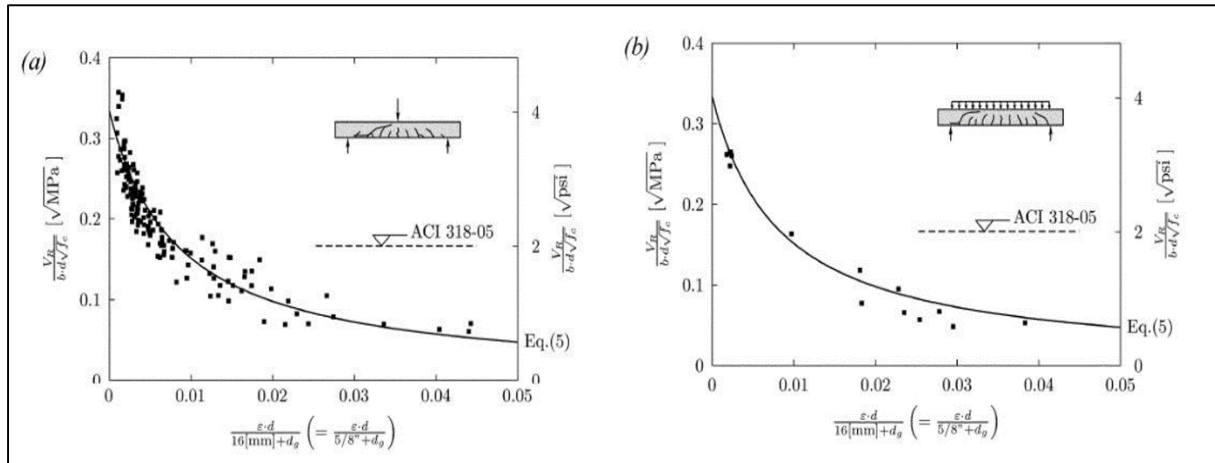 (a)
0.4
0.3
0.2
0.1
0
4
2
0
V_R / b·d√f_c [√MPa]
V_R / b·d√f_c [√psi]
ACI 318-05
Eq.(5)
0 0.01 0.02 0.03 0.04 0.05
ε·d / 16[mm]+d_g (= ε·d / 5/8"+d_g)
(b)
0.4
0.3
0.2
0.1
0
4
2
0
V_R / b·d√f_c [√MPa]
V_R / b·d√f_c [√psi]
ACI 318-05
Eq.(5)
0 0.01 0.02 0.03 0.04 0.05
ε·d / 16[mm]+d_g (= ε·d / 5/8"+d_g)